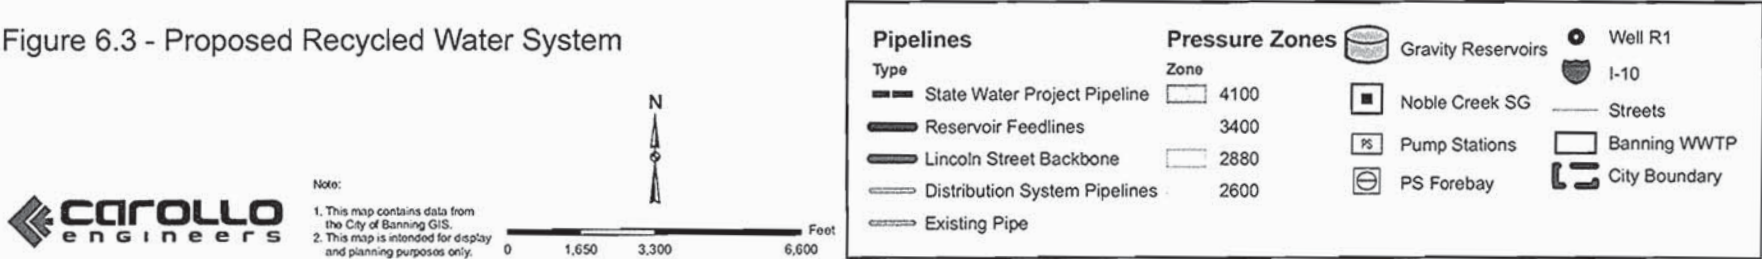 Figure 6.3 - Proposed Recycled Water System
N
carollo
engineers
Note:
1. This map contains data from
the City of Banning GIS.
2. This map is intended for display
and planning purposes only.
Feet
0 1,650 3,300 6,600
Pipelines
Type
State Water Project Pipeline
Reservoir Feedlines
Lincoln Street Backbone
Distribution System Pipelines
Existing Pipe
Pressure Zones
Zone
4100
3400
2880
2600
Gravity Reservoirs
Noble Creek SG
PS Pump Stations
PS Forebay
Well R1
I-10
Streets
Banning WWTP
City Boundary